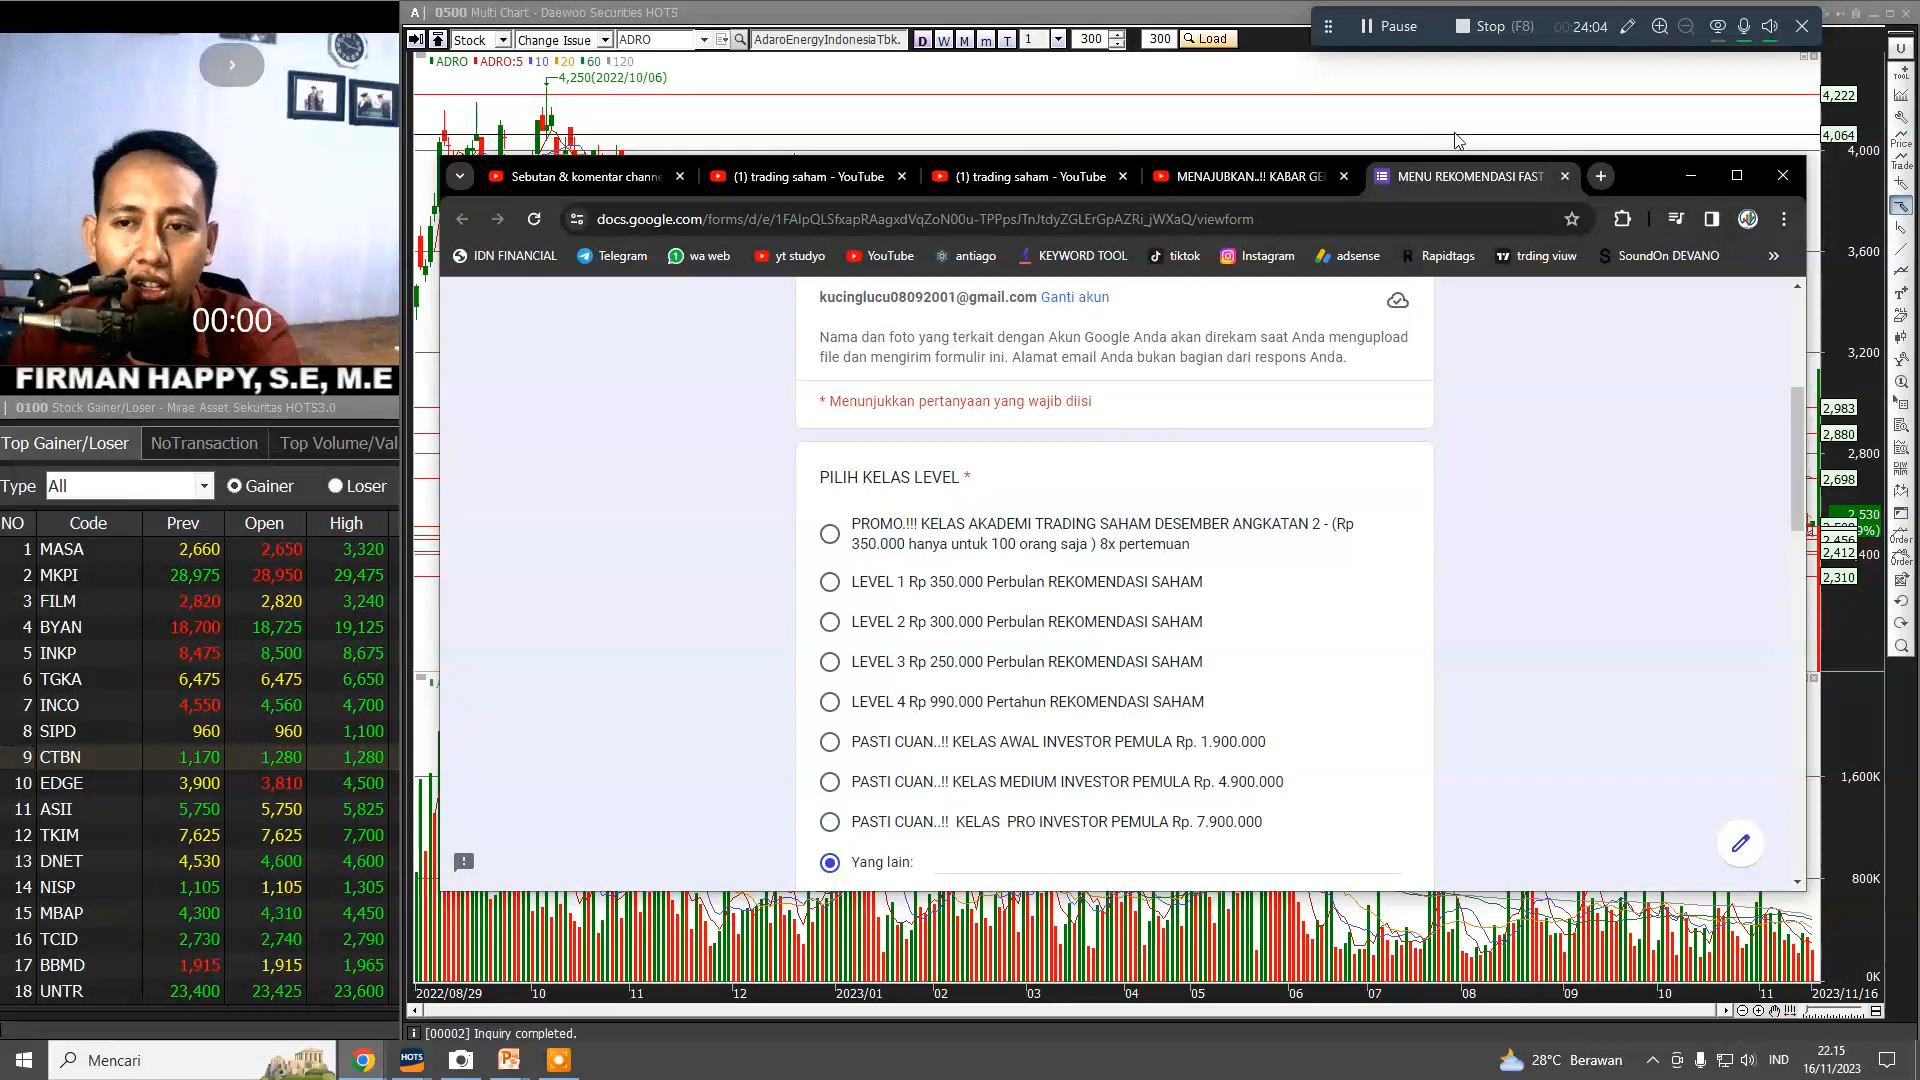 A 0500 Multi Chart - Daewoo Securities HOTS
Pause Stop (F8) 00:24:04
Stock Change Issue ADRO AdaroEnergyIndonesiaTbk. D W M m T 1 300 300 Load
ADRO ADRO:5 10 20 60 120
4,250(2022/10/06)
4,222
4,064
4,000
3,600
3,200
2,983
2,880
2,800
2,698
2,530
2,456
2,412
2,310
1,600K
800K
0K
U
TOOL
Price
Trade
Order
Order
Sebutan & komentar channe
(1) trading saham - YouTube
(1) trading saham - YouTube
MENAJUBKAN..!! KABAR GE
MENU REKOMENDASI FAST
docs.google.com/forms/d/e/1FAIpQLSfxapRAagxdVqZoN00u-TPPpsJTnJtdyZGLErGpAZRi_jWXaQ/viewform
IDN FINANCIAL Telegram wa web yt studyo YouTube antiago KEYWORD TOOL tiktok Instagram adsense Rapidtags trding viuw SoundOn DEVANO
kucinglucu08092001@gmail.com Ganti akun
Nama dan foto yang terkait dengan Akun Google Anda akan direkam saat Anda mengupload
file dan mengirim formulir ini. Alamat email Anda bukan bagian dari respons Anda.
* Menunjukkan pertanyaan yang wajib diisi
PILIH KELAS LEVEL *
PROMO.!!! KELAS AKADEMI TRADING SAHAM DESEMBER ANGKATAN 2 - (Rp
350.000 hanya untuk 100 orang saja ) 8x pertemuan
LEVEL 1 Rp 350.000 Perbulan REKOMENDASI SAHAM
LEVEL 2 Rp 300.000 Perbulan REKOMENDASI SAHAM
LEVEL 3 Rp 250.000 Perbulan REKOMENDASI SAHAM
LEVEL 4 Rp 990.000 Pertahun REKOMENDASI SAHAM
PASTI CUAN..!! KELAS AWAL INVESTOR PEMULA Rp. 1.900.000
PASTI CUAN..!! KELAS MEDIUM INVESTOR PEMULA Rp. 4.900.000
PASTI CUAN..!! KELAS PRO INVESTOR PEMULA Rp. 7.900.000
Yang lain:
2022/08/29 10 11 12 2023/01 02 03 04 05 06 07 08 09 10 11 2023/11/16
[00002] Inquiry completed.
00:00
FIRMAN HAPPY, S.E, M.E
0100 Stock Gainer/Loser - Mirae Asset Sekuritas HOTS3.0
Top Gainer/Loser NoTransaction Top Volume/Val
Type All Gainer Loser
NO Code Prev Open High
1 MASA 2,660 2,650 3,320
2 MKPI 28,975 28,950 29,475
3 FILM 2,820 2,820 3,240
4 BYAN 18,700 18,725 19,125
5 INKP 8,475 8,500 8,675
6 TGKA 6,475 6,475 6,650
7 INCO 4,550 4,560 4,700
8 SIPD 960 960 1,100
9 CTBN 1,170 1,280 1,280
10 EDGE 3,900 3,810 4,500
11 ASII 5,750 5,750 5,825
12 TKIM 7,625 7,625 7,700
13 DNET 4,530 4,600 4,600
14 NISP 1,105 1,105 1,305
15 MBAP 4,300 4,310 4,450
16 TCID 2,730 2,740 2,790
17 BBMD 1,915 1,915 1,965
18 UNTR 23,400 23,425 23,600
Mencari
HOTS
28°C Berawan IND
22.15
16/11/2023